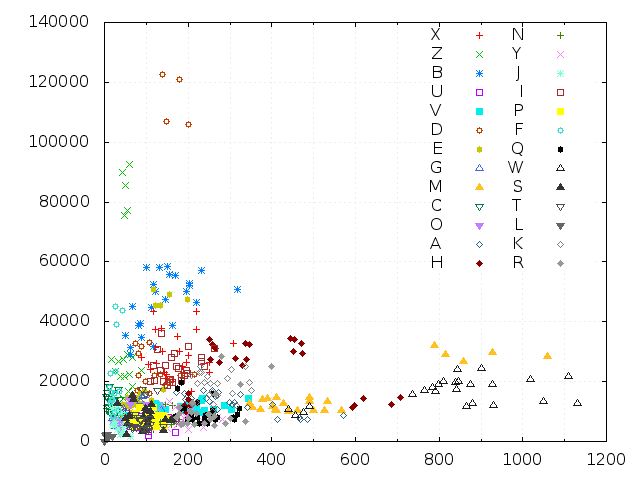 140000
X N
Z Y
120000
B J
U I
100000
V P
D F
E Q
80000
G W
M S
C T
60000
O L
A K
H R
40000
20000
0
0 200 400 600 800 1000 1200